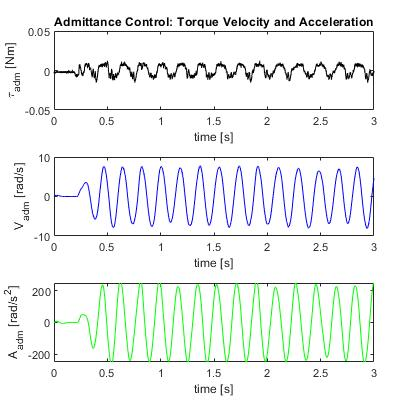 Admittance Control: Torque Velocity and Acceleration
τadm [Nm]
0.05
0
-0.05
0 0.5 1 1.5 2 2.5 3
time [s]
Vadm [rad/s]
10
0
-10
0 0.5 1 1.5 2 2.5 3
time [s]
Aadm [rad/s²]
200
0
-200
0 0.5 1 1.5 2 2.5 3
time [s]